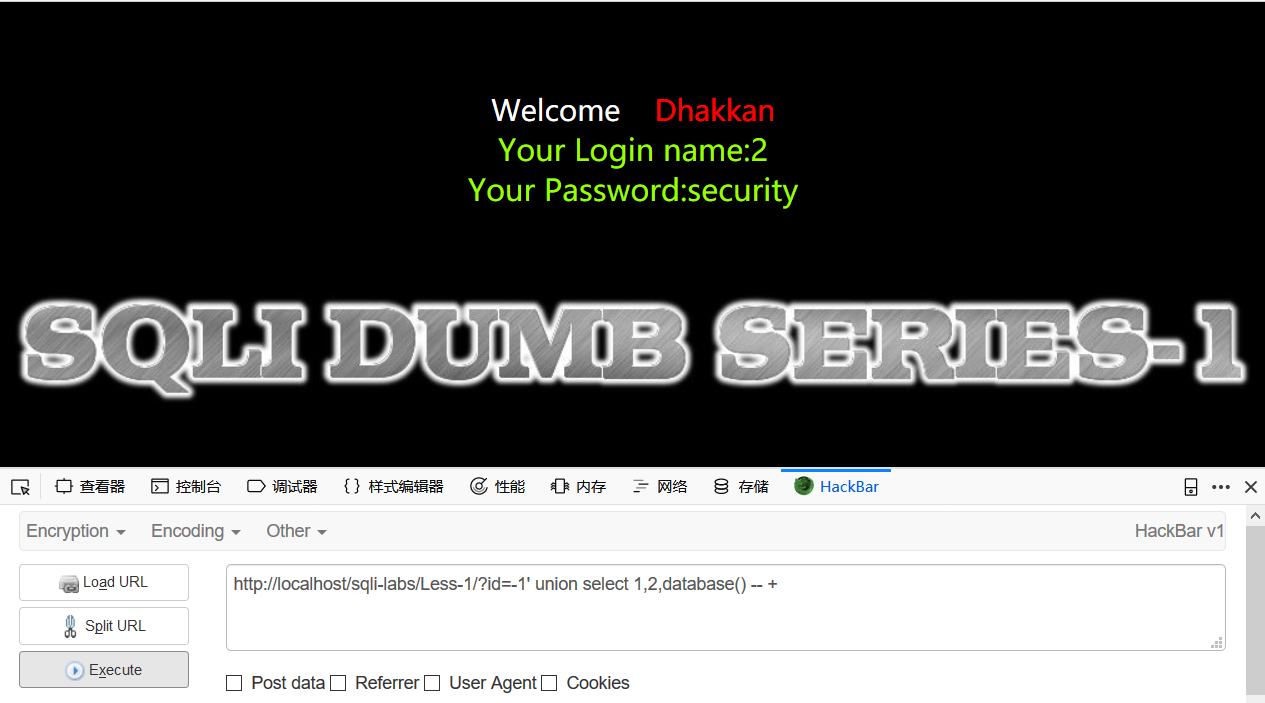 Welcome Dhakkan
Your Login name:2
Your Password:security
SQLI DUMB SERIES-1
查看器 控制台 调试器 {} 样式编辑器 性能 内存 网络 存储 HackBar
Encryption Encoding Other HackBar v1
Load URL
http://localhost/sqli-labs/Less-1/?id=-1' union select 1,2,database() -- +
Split URL
Execute
Post data Referrer User Agent Cookies